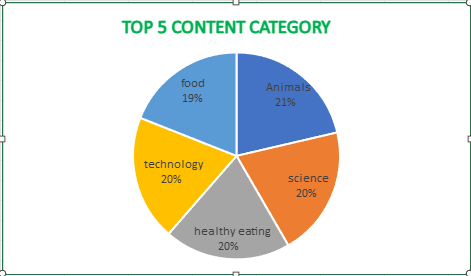 TOP 5 CONTENT CATEGORY
food
19%
Animals
21%
technology
20%
science
20%
healthy eating
20%